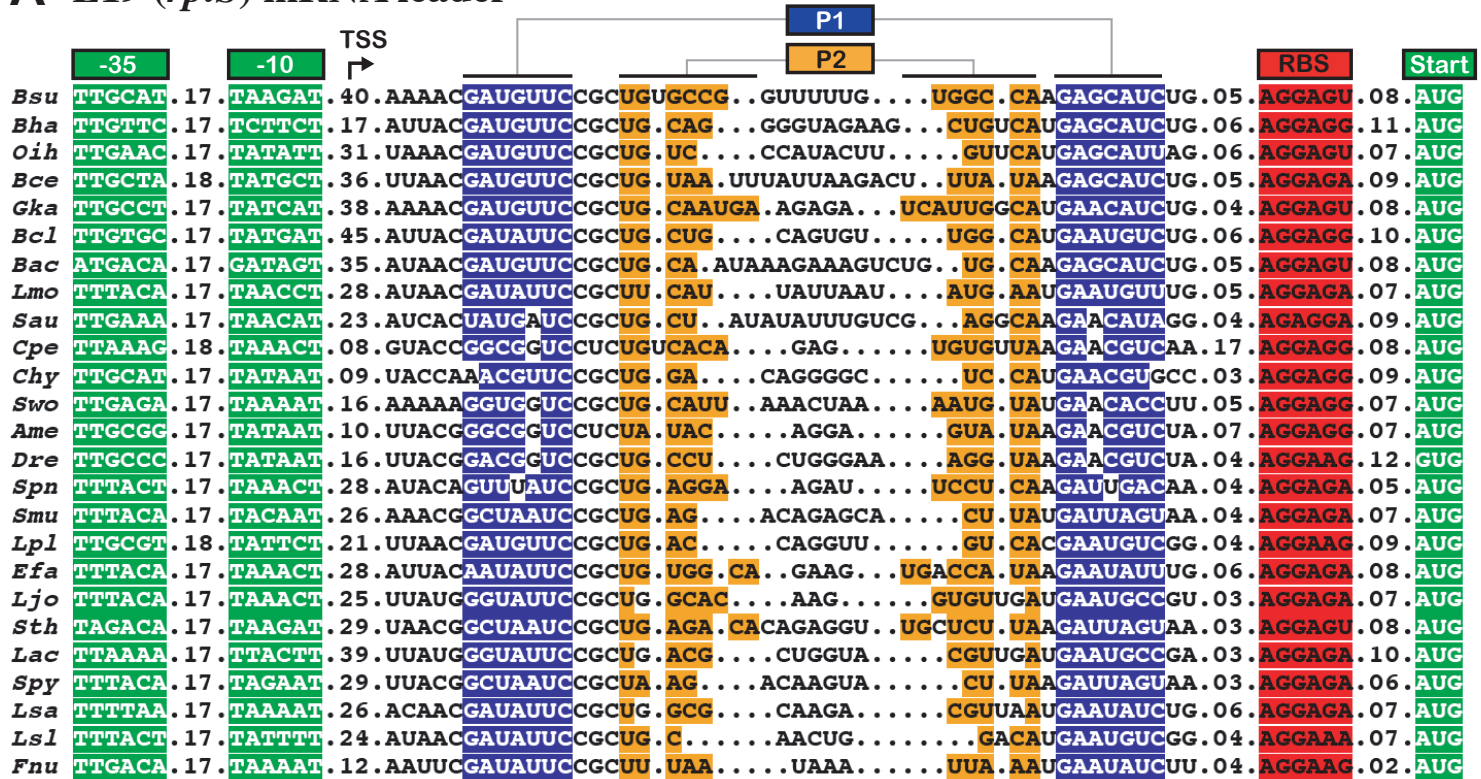 A L19 (rplS) mRNA leader
P1
TSS
-35 -10 P2 RBS Start
Bsu TTGCAT.17.TAAGAT.40.AAAACGAUGUUCCGCUGUGCCG..GUUUUUG....UGGC.CAAGAGCAUCUG.05.AGGAGU.08.AUG
Bha TTGTTC.17.TCTTCT.17.AUUACGAUGUUCCGCUG.CAG...GGGUAGAAG...CUGUCAUGAGCAUCUG.06.AGGAGG.11.AUG
Oih TTGAAC.17.TATATT.31.UAAACGAUGUUCCGCUG.UC....CCAUACUU.....GUUCAUGAGCAUUAG.06.AGGAGU.07.AUG
Bce TTGCTA.18.TATGCT.36.UUAACGAUGUUCCGCUG.UAA.UUUAUUAAGACU..UUA.UAAGAGCAUCUG.05.AGGAGA.09.AUG
Gka TTGCCT.17.TATCAT.38.AAAACGAUGUUCCGCUG.CAAUGA.AGAGA...UCAUUGGCAUGAACAUCUG.04.AGGAGU.08.AUG
Bcl TTGTGC.17.TATGAT.45.AUUACGAUAUUCCGCUG.CUG....CAGUGU.....UGG.CAUGAAUGUCUG.06.AGGAGG.10.AUG
Bac ATGACA.17.GATAGT.35.AUAACGAUGUUCCGCUG.CA.AUAAAGAAAGUCUG..UG.CAAGAGCAUCUG.05.AGGAGU.08.AUG
Lmo TTTACA.17.TAACCT.28.AUAACGAUAUUCCGCUU.CAU....UAUUAAU....AUG.AAUGAAUGUUUG.05.AGGAGA.07.AUG
Sau TTGAAA.17.TAACAT.23.AUCACUAUGAUCCGCUG.CU..AUAUAUUUGUCG...AGGCAAGAACAUAGG.04.AGAGGA.09.AUG
Cpe TTAAAG.18.TAAACT.08.GUACCGGCGGUCCUCUGUCACA....GAG.....UGUGUUAAGAACGUCAA.17.AGGAGG.08.AUG
Chy TTGCAT.17.TATAAT.09.UACCAAACGUUCCGCUG.GA....CAGGGGC......UC.CAUGAACGUGCC.03.AGGAGG.09.AUG
Swo TTGAGA.17.TAAAAT.16.AAAAAGGUGGUCCGCUG.CAUU..AAACUAA....AAUG.UAUGAACACCUU.05.AGGAGG.07.AUG
Ame TTGCGG.17.TATAAT.10.UUACGGGCGGUCCUCUA.UAC.....AGGA......GUA.UAAGAACGUCUA.07.AGGAGG.07.AUG
Dre TTGCCC.17.TATAAT.16.UUACGGACGGUCCGCUG.CCU....CUGGGAA....AGG.UAAGAACGUCUA.04.AGGAAG.12.GUG
Spn TTTACT.17.TAAACT.28.AUACAGUUUAUCCGCUG.AGGA....AGAU.....UCCU.CAAGAUUGACAA.04.AGGAGA.05.AUG
Smu TTTACA.17.TACAAT.26.AAACGGCUAAUCCGCUG.AG....ACAGAGCA.....CU.UAUGAUUAGUAA.04.AGGAGA.07.AUG
Lpl TTGCGT.18.TATTCT.21.UUAACGAUGUUCCGCUG.AC.....CAGGUU......GU.CACGAAUGUCGG.04.AGGAAG.09.AUG
Efa TTTACA.17.TAAACT.28.AUUACAAUAUUCCGCUG.UGG.CA..GAAG...UGACCA.UAAGAAUAUUUG.06.AGGAGA.08.AUG
Ljo TTTACA.17.TAAACT.25.UUAUGGGUAUUCCGCUG.GCAC....AAG......GUGUUGAUGAAUGCCGU.03.AGGAGA.07.AUG
Sth TAGACA.17.TAAGAT.29.UAACGGCUAAUCCGCUG.AGA.CACAGAGGU..UGCUCU.UAAGAUUAGUAA.04.AGGAGU.08.AUG
Lac TTAAAA.17.TTACTT.39.UUAUGGGUAUUCCGCUG.ACG....CUGGUA.....CGUUGAUGAAUGCCGA.03.AGGAGA.10.AUG
Spy TTTACA.17.TAGAAT.29.UUACGGCUAAUCCGCUA.AG....ACAAGUA......CU.UAAGAUUAGUAA.03.AGGAGA.06.AUG
Lsa TTTTAA.17.TAAAAT.26.ACAACGAUAUUCCGCUG.GCG....CAAGA......CGUUAAUGAAUAUCUG.06.AGGAGA.07.AUG
Lsl TTTACT.17.TATTTT.24.AUAACGAUAUUCCGCUG.C......AACUG........GACAUGAAUGUCGG.04.AGGAAA.07.AUG
Fnu TTGACA.17.TAAAAT.12.AAUUCGAUAUUCCGCUU.UAA.....UAAA......UUA.AAUGAAUAUCUU.04.AGGAAG.02.AUG